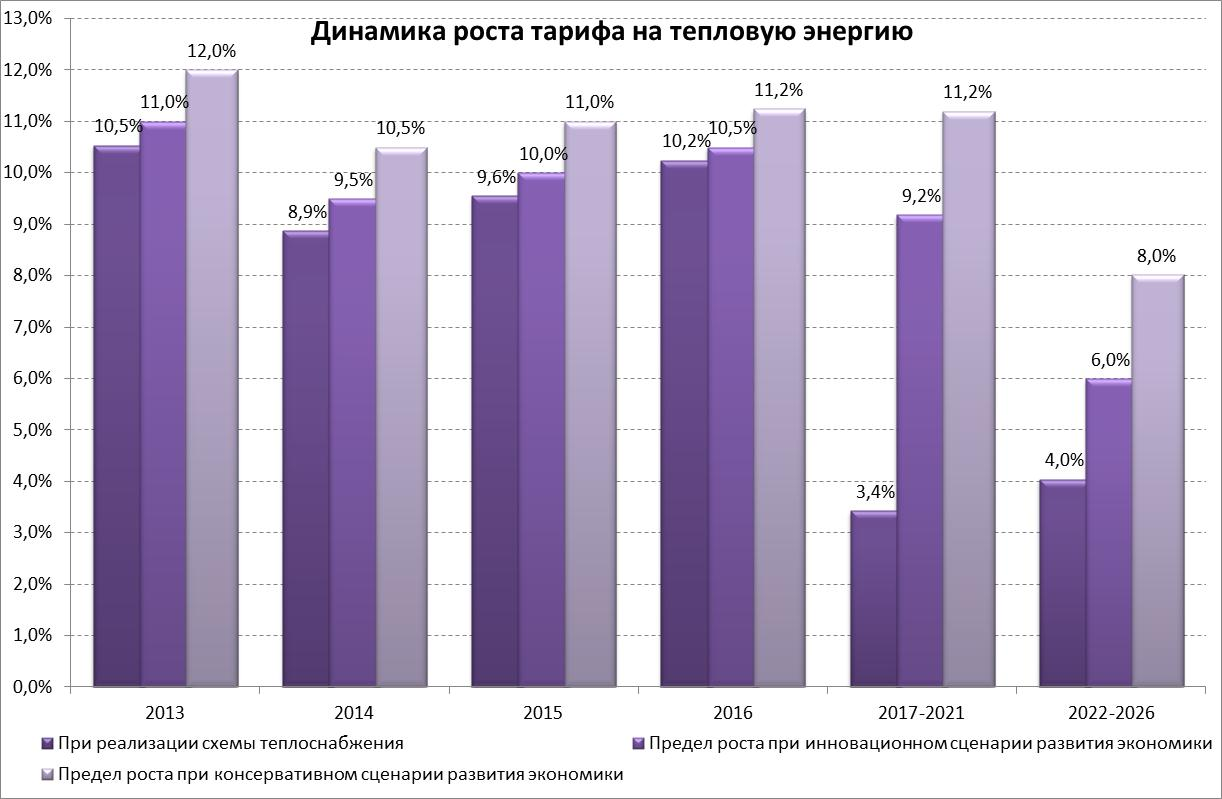 Динамика роста тарифа на тепловую энергию
13,0%
12,0%
11,0%
10,0%
9,0%
8,0%
7,0%
6,0%
5,0%
4,0%
3,0%
2,0%
1,0%
0,0%
10,5% 11,0% 12,0%
8,9% 9,5% 10,5%
9,6% 10,0% 11,0%
10,2% 10,5% 11,2%
3,4% 9,2% 11,2%
4,0% 6,0% 8,0%
2013 2014 2015 2016 2017-2021 2022-2026
При реализации схемы теплоснабжения
Предел роста при инновационном сценарии развития экономики
Предел роста при консервативном сценарии развития экономики